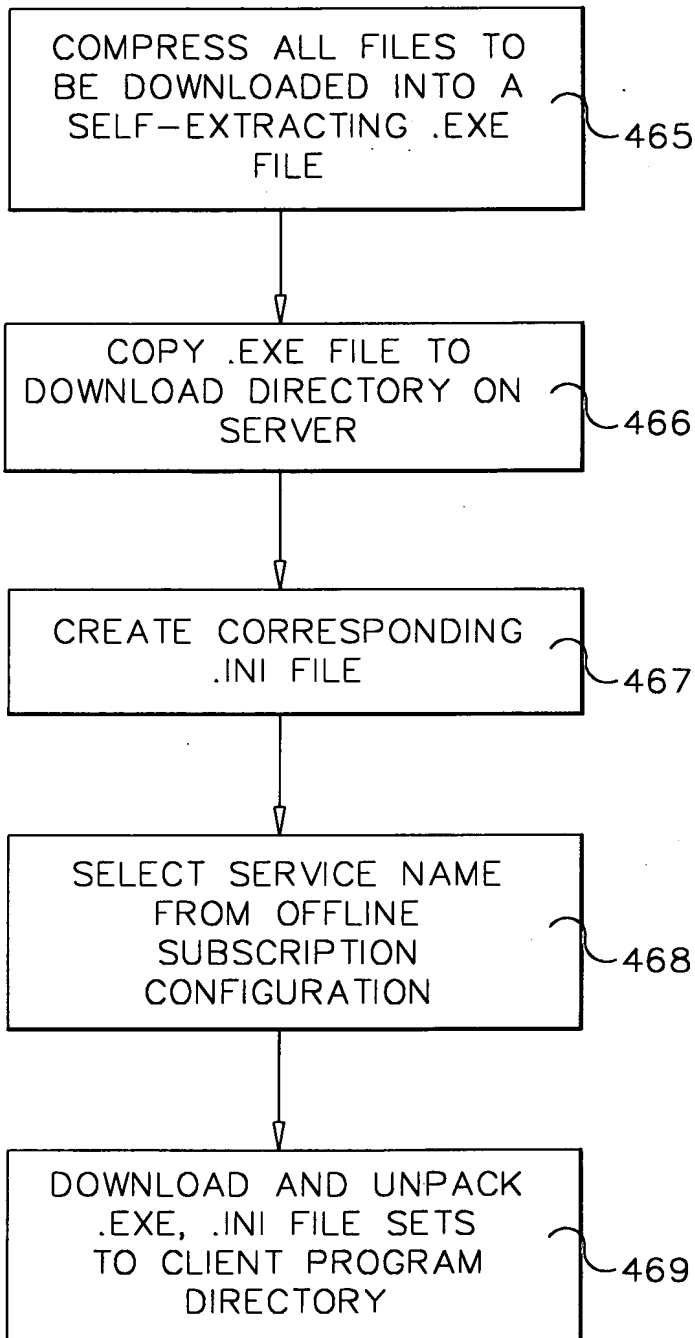 COMPRESS ALL FILES TO
BE DOWNLOADED INTO A
SELF-EXTRACTING .EXE
FILE
465
COPY .EXE FILE TO
DOWNLOAD DIRECTORY ON
SERVER
466
CREATE CORRESPONDING
.INI FILE
467
SELECT SERVICE NAME
FROM OFFLINE
SUBSCRIPTION
CONFIGURATION
468
DOWNLOAD AND UNPACK
.EXE, .INI FILE SETS
TO CLIENT PROGRAM
DIRECTORY
469